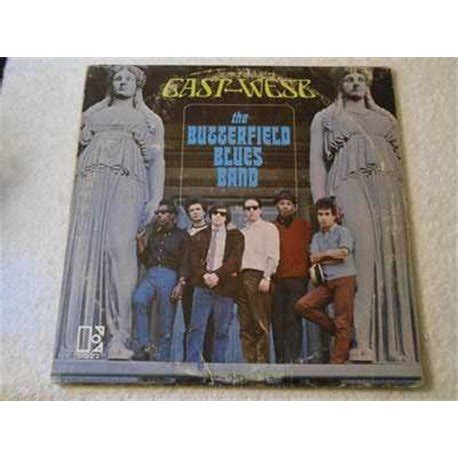 EAST-WEST
the
BUTTERFIELD
BLUES
BAND